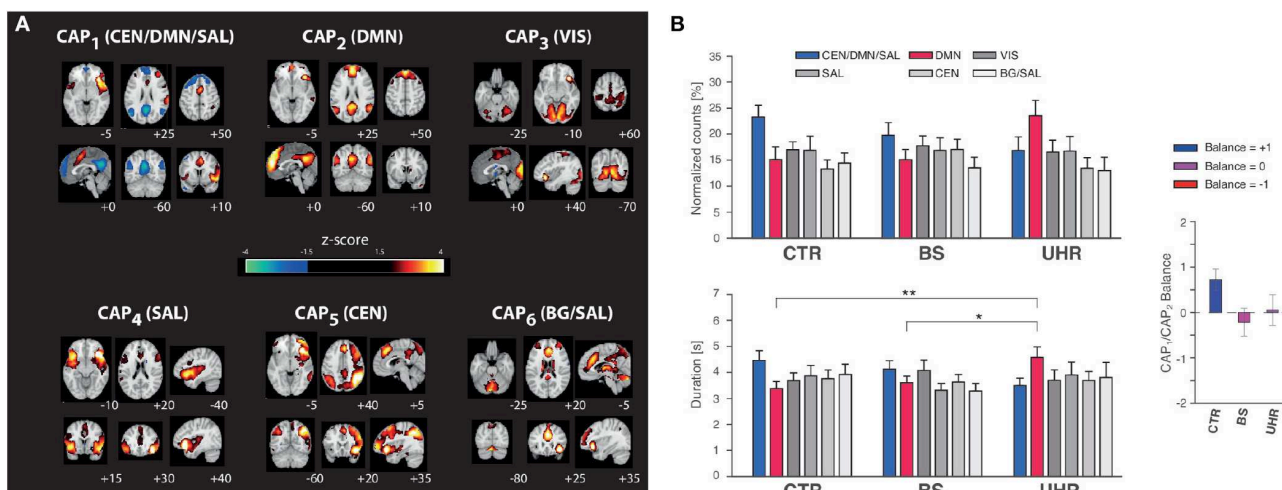 A
CAP1 (CEN/DMN/SAL)
CAP2 (DMN)
CAP3 (VIS)
-5 +25 +50
-5 +25 +50
-25 -10 +60
+0 -60 +10
+0 -60 +10
+0 +40 -70
z-score
-4 -1.5 1.5 4
CAP4 (SAL)
CAP5 (CEN)
CAP6 (BG/SAL)
-10 +20 -40
-5 +40 +5
-25 +20 -5
+15 +35 +40
-60 +20 +35
-80 +25 +35
B
CEN/DMN/SAL DMN VIS
SAL CEN BG/SAL
Normalized counts [%]
35
30
25
20
15
10
5
0
CTR BS UHR
Duration [s]
7
6
5
4
3
2
1
0
**
*
CTR BS UHR
Balance = +1
Balance = 0
Balance = -1
CAP1/CAP2 Balance
2
1
0
-1
-2
CTR BS UHR